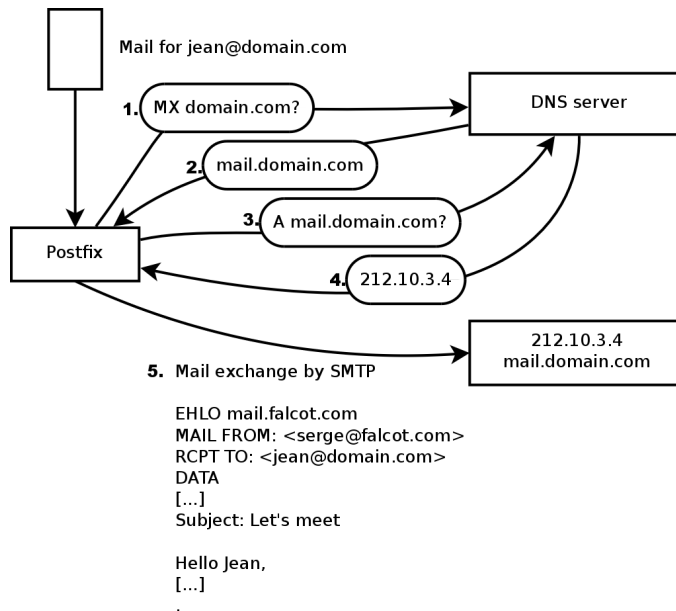 Mail for jean@domain.com
1. MX domain.com?
DNS server
2. mail.domain.com
3. A mail.domain.com?
Postfix
4. 212.10.3.4
212.10.3.4
mail.domain.com
5. Mail exchange by SMTP
EHLO mail.falcot.com
MAIL FROM: <serge@falcot.com>
RCPT TO: <jean@domain.com>
DATA
[...]
Subject: Let's meet
Hello Jean,
[...]
.